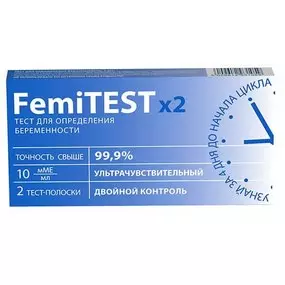 FemiTEST x2
ТЕСТ ДЛЯ ОПРЕДЕЛЕНИЯ
БЕРЕМЕННОСТИ
ТОЧНОСТЬ СВЫШЕ 99,9%
10 мМЕ/мл УЛЬТРАЧУВСТВИТЕЛЬНЫЙ
2 ТЕСТ-ПОЛОСКИ ДВОЙНОЙ КОНТРОЛЬ
УЗНАЙ ЗА 4 ДНЯ ДО НАЧАЛА ЦИКЛА